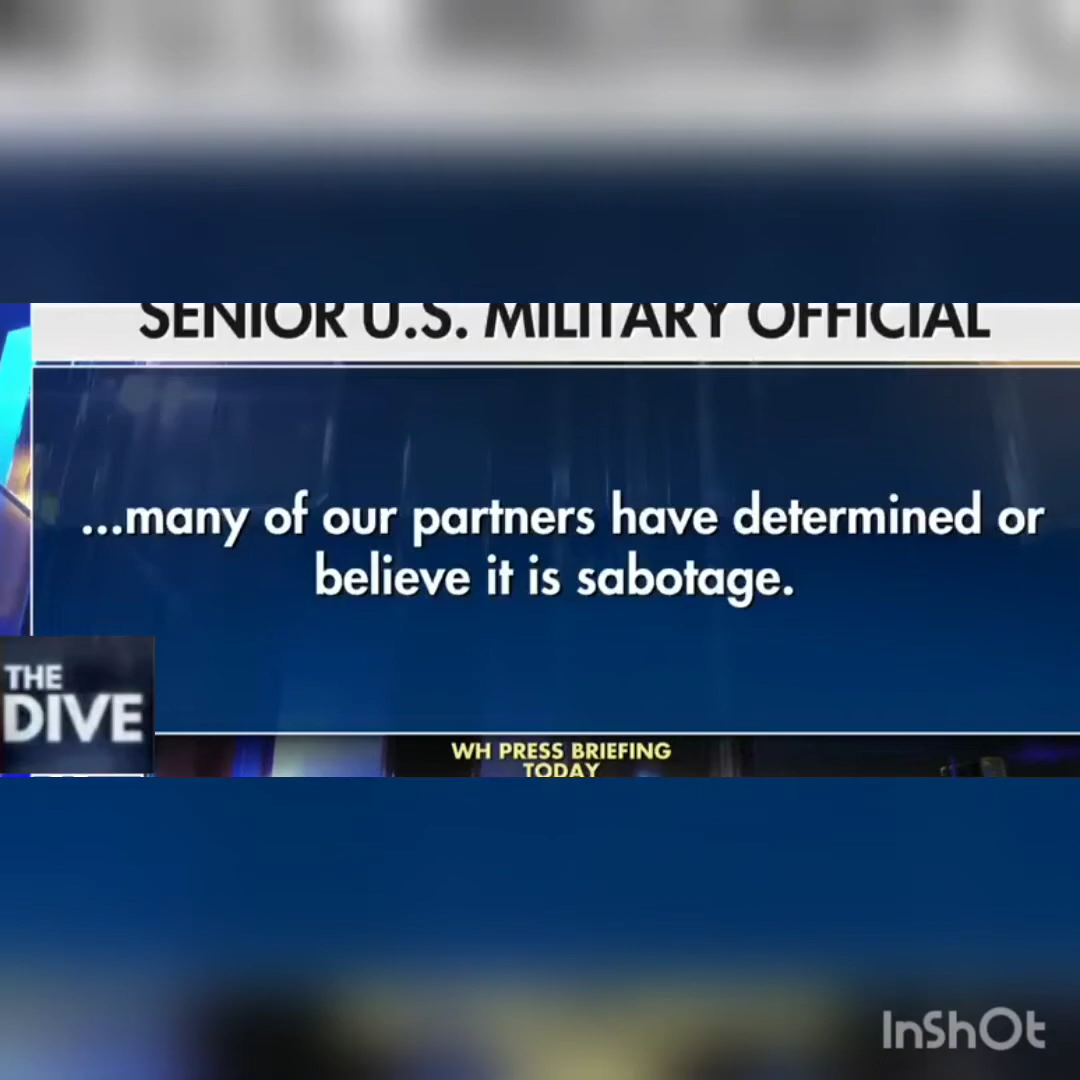 SENIOR U.S. MILITARY OFFICIAL
...many of our partners have determined or
believe it is sabotage.
THE
DIVE
WH PRESS BRIEFING
TODAY
InShOt